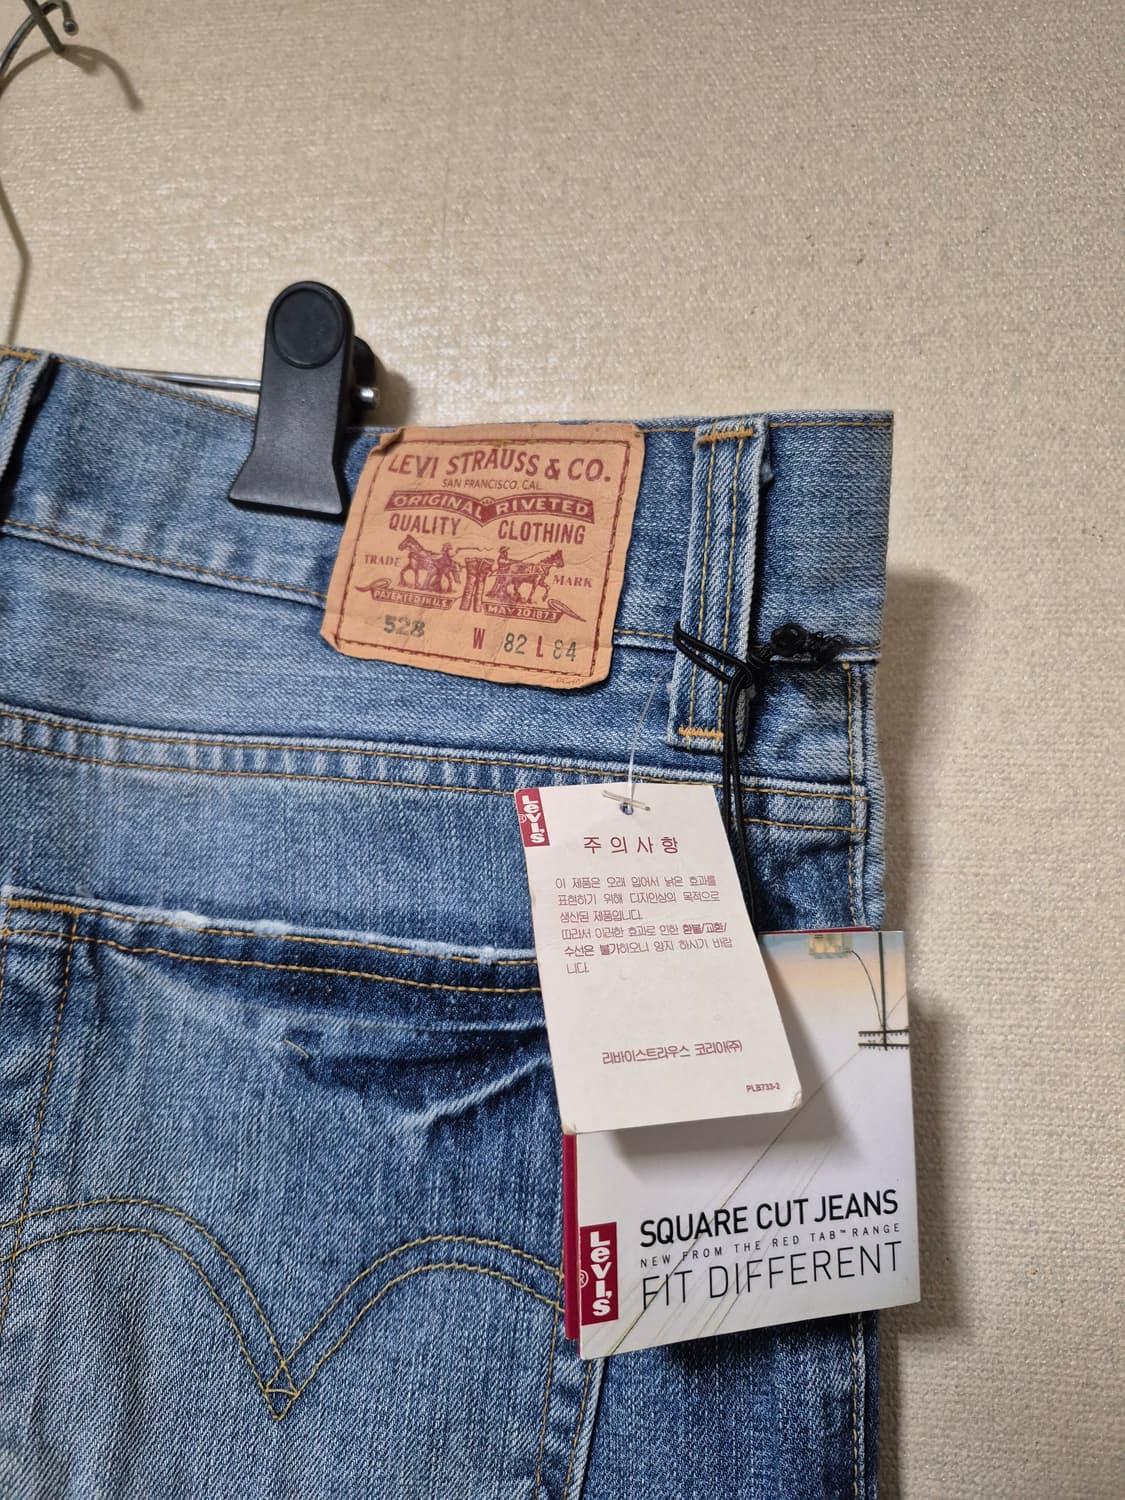 LEVI STRAUSS & CO.
SAN FRANCISCO, CAL.
ORIGINAL RIVETED
QUALITY CLOTHING
TRADE MARK
PATENTED IN U.S. MAY 20 1873
528 W 82 L 84
Levi's®
주의사항
이 제품은 오래 입어서 낡은 효과를
표현하기 위해 디자인상의 목적으로
생산된 제품입니다.
따라서 이러한 효과로 인한 환불/교환/
수선은 불가하오니 양지 하시기 바랍
니다.
리바이스트라우스 코리아(주)
PLB733-2
SQUARE CUT JEANS
NEW FROM THE RED TAB™ RANGE
FIT DIFFERENT
Levi's®